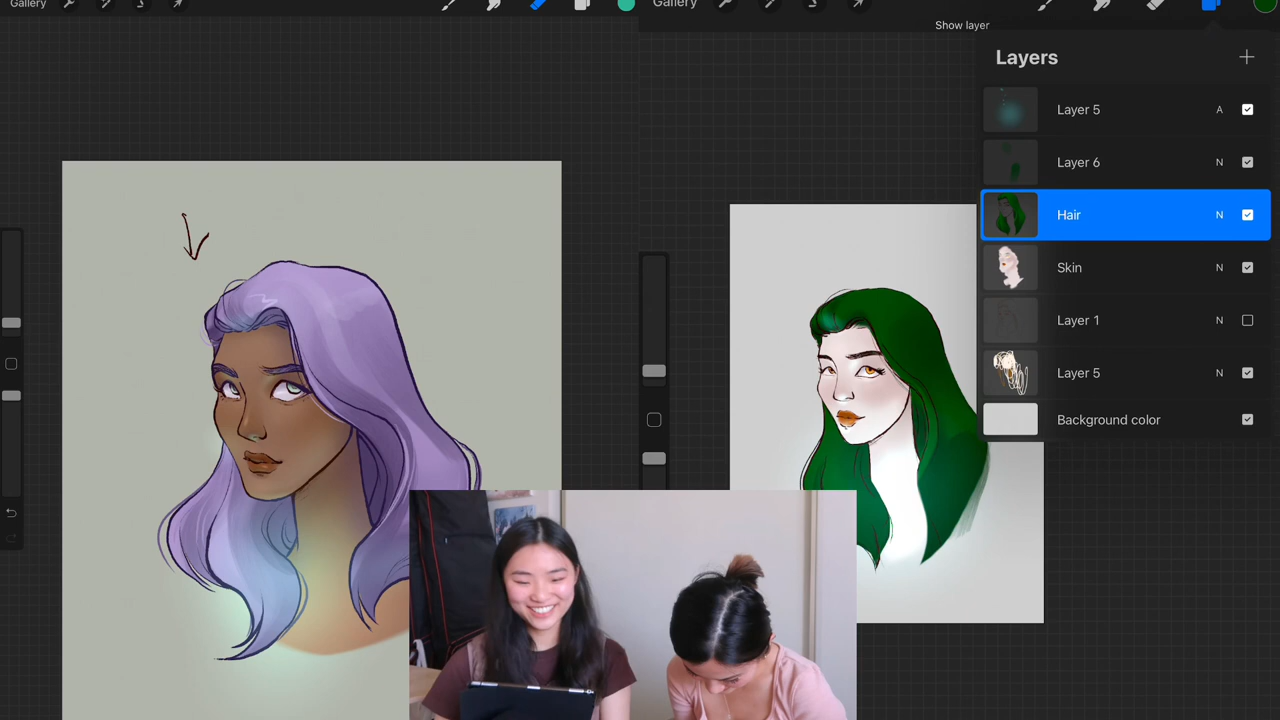 Gallery
Gallery
Show layer
Layers
Layer 5 A
Layer 6 N
Hair N
Skin N
Layer 1 N
Layer 5 N
Background color